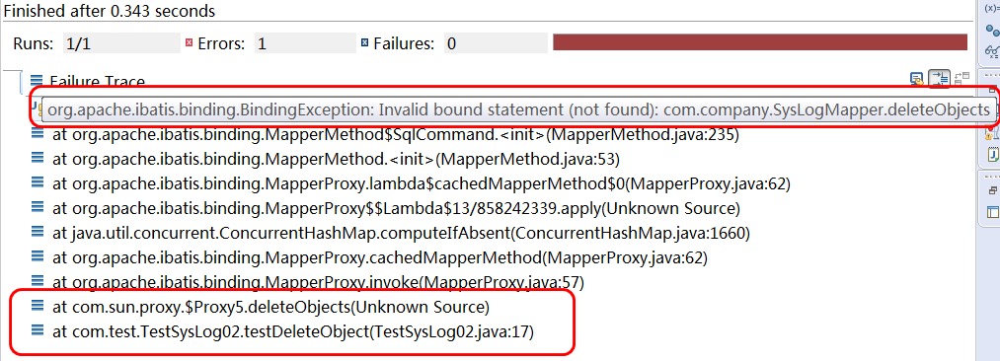 Finished after 0.343 seconds
Runs: 1/1 Errors: 1 Failures: 0
Failure Trace
org.apache.ibatis.binding.BindingException: Invalid bound statement (not found): com.company.SysLogMapper.deleteObjects
at org.apache.ibatis.binding.MapperMethod$SqlCommand.<init>(MapperMethod.java:235)
at org.apache.ibatis.binding.MapperMethod.<init>(MapperMethod.java:53)
at org.apache.ibatis.binding.MapperProxy.lambda$cachedMapperMethod$0(MapperProxy.java:62)
at org.apache.ibatis.binding.MapperProxy$$Lambda$13/858242339.apply(Unknown Source)
at java.util.concurrent.ConcurrentHashMap.computeIfAbsent(ConcurrentHashMap.java:1660)
at org.apache.ibatis.binding.MapperProxy.cachedMapperMethod(MapperProxy.java:62)
at org.apache.ibatis.binding.MapperProxy.invoke(MapperProxy.java:57)
at com.sun.proxy.$Proxy5.deleteObjects(Unknown Source)
at com.test.TestSysLog02.testDeleteObject(TestSysLog02.java:17)